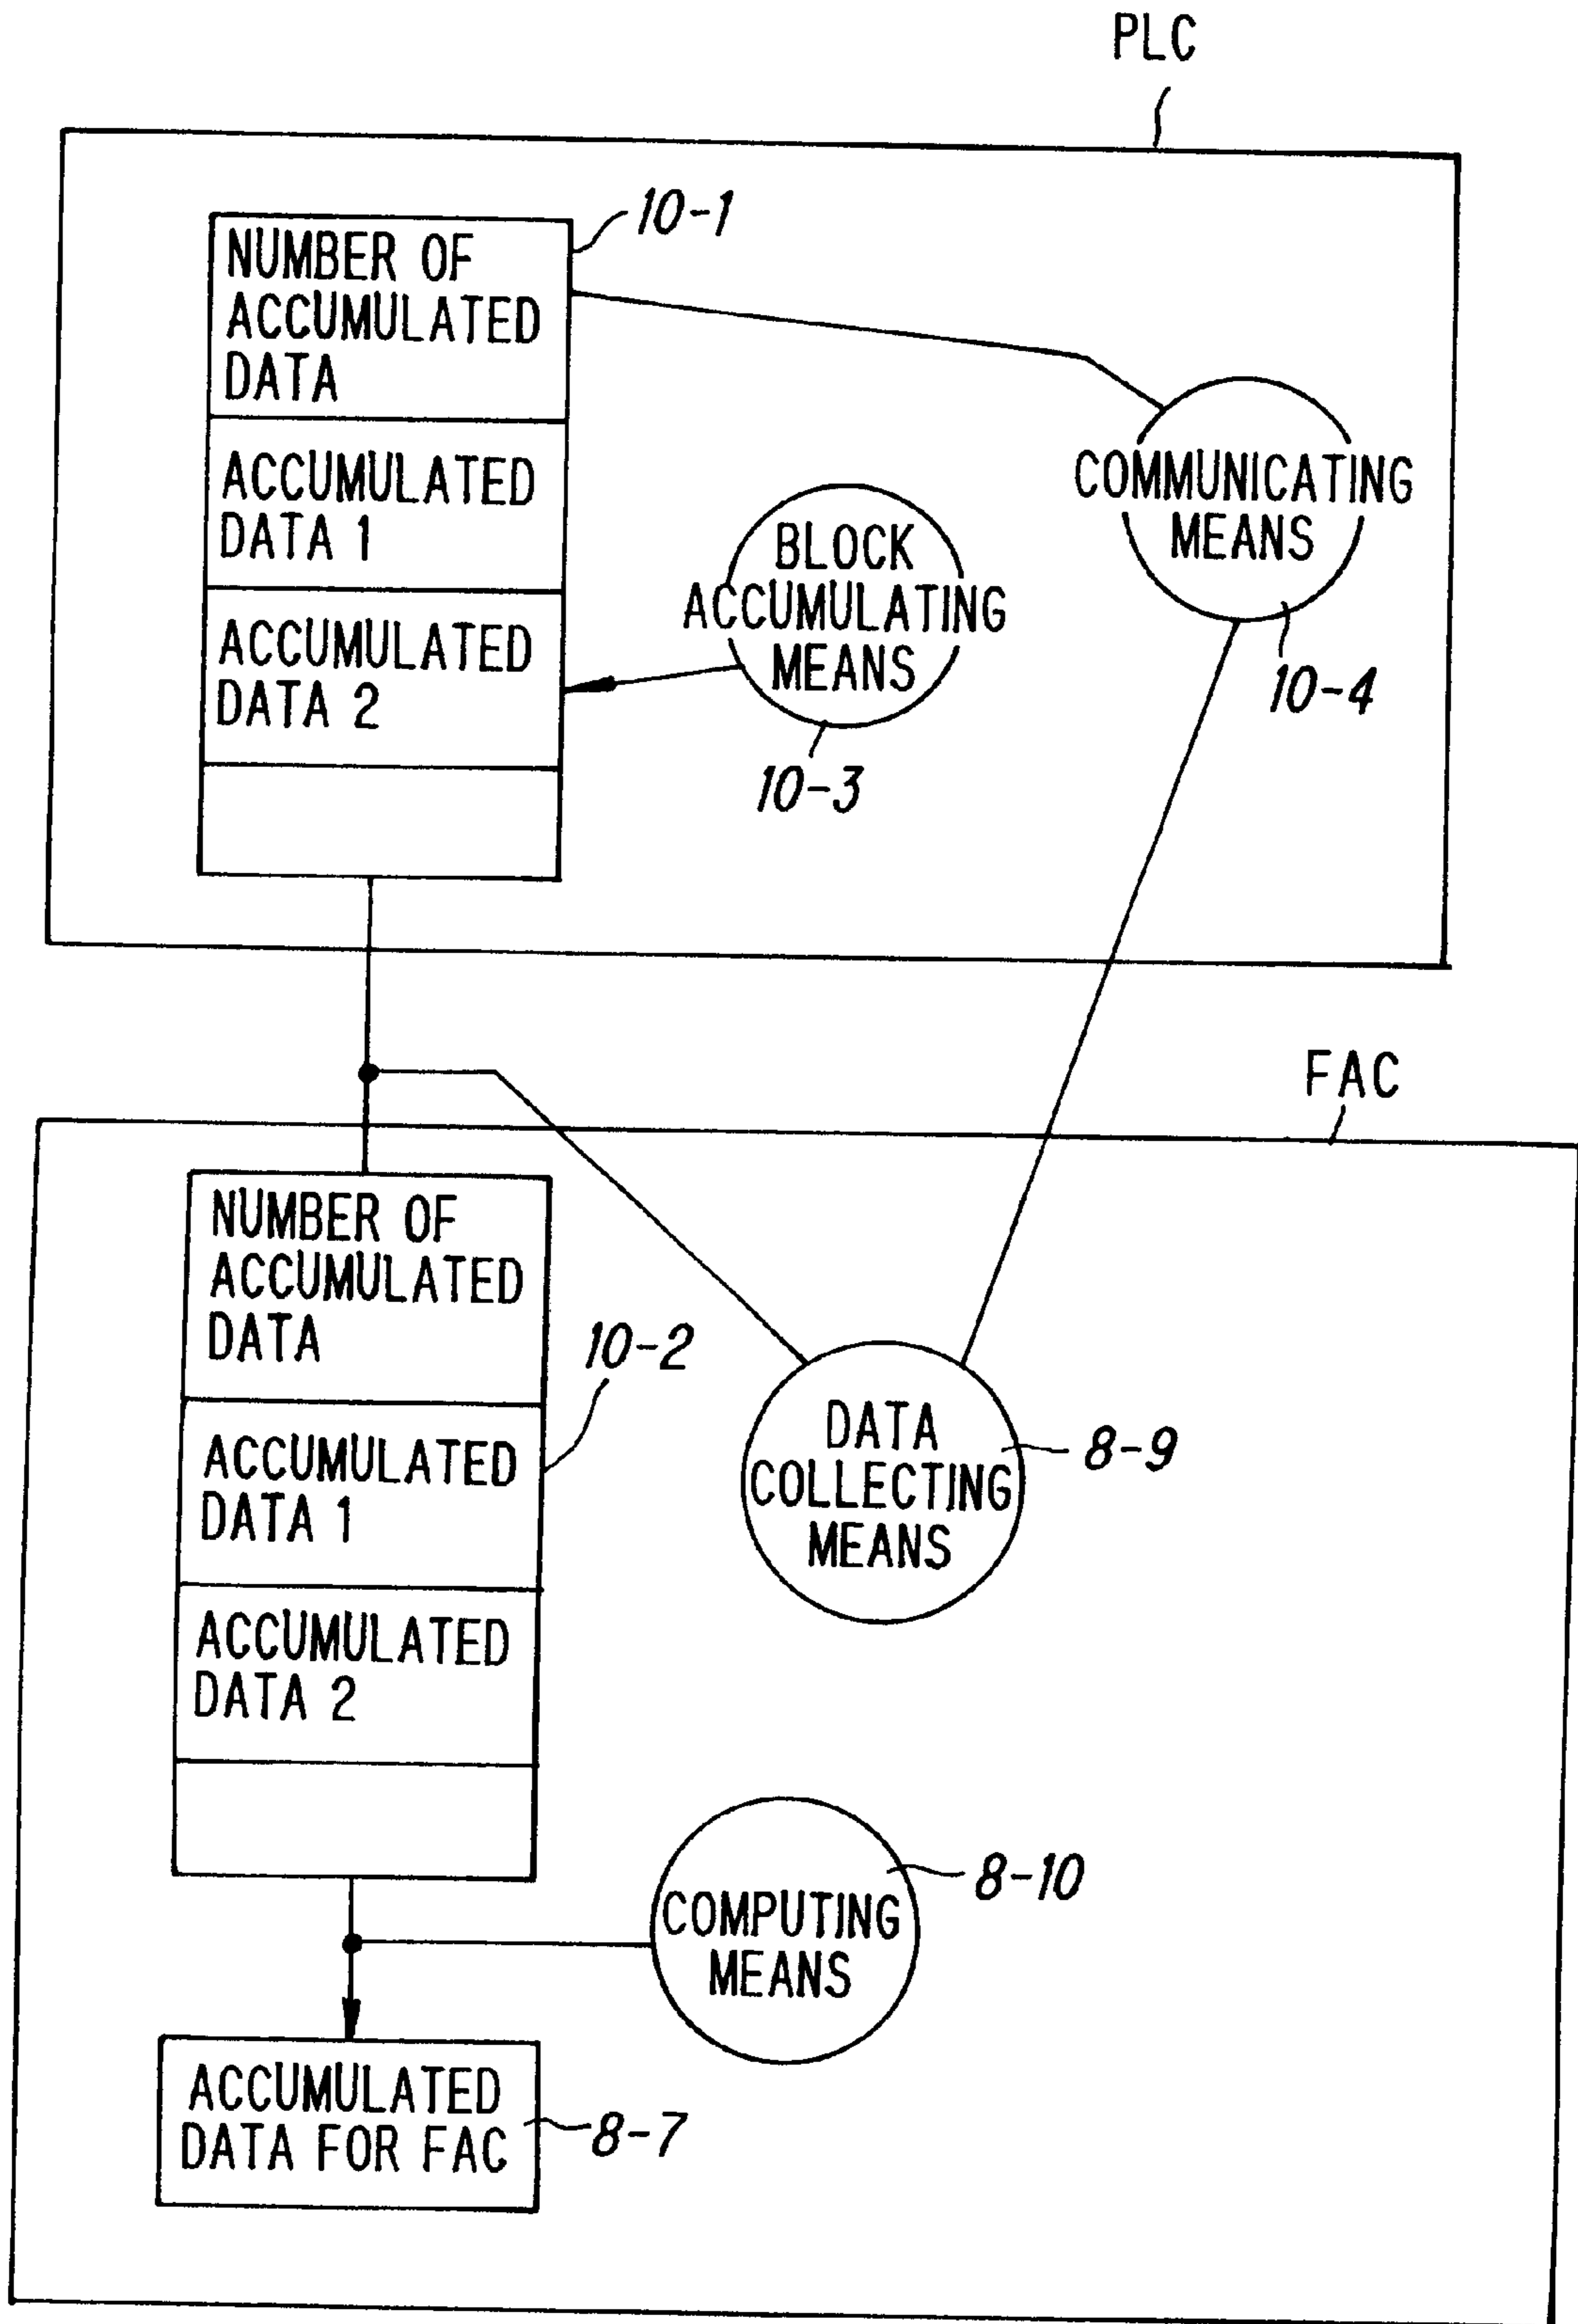 PLC
10-1
NUMBER OF
ACCUMULATED
DATA
ACCUMULATED
DATA 1
ACCUMULATED
DATA 2
BLOCK
ACCUMULATING
MEANS
10-3
COMMUNICATING
MEANS
10-4
FAC
NUMBER OF
ACCUMULATED
DATA
10-2
ACCUMULATED
DATA 1
ACCUMULATED
DATA 2
DATA
COLLECTING
MEANS
8-9
COMPUTING
MEANS
8-10
ACCUMULATED
DATA FOR FAC
8-7